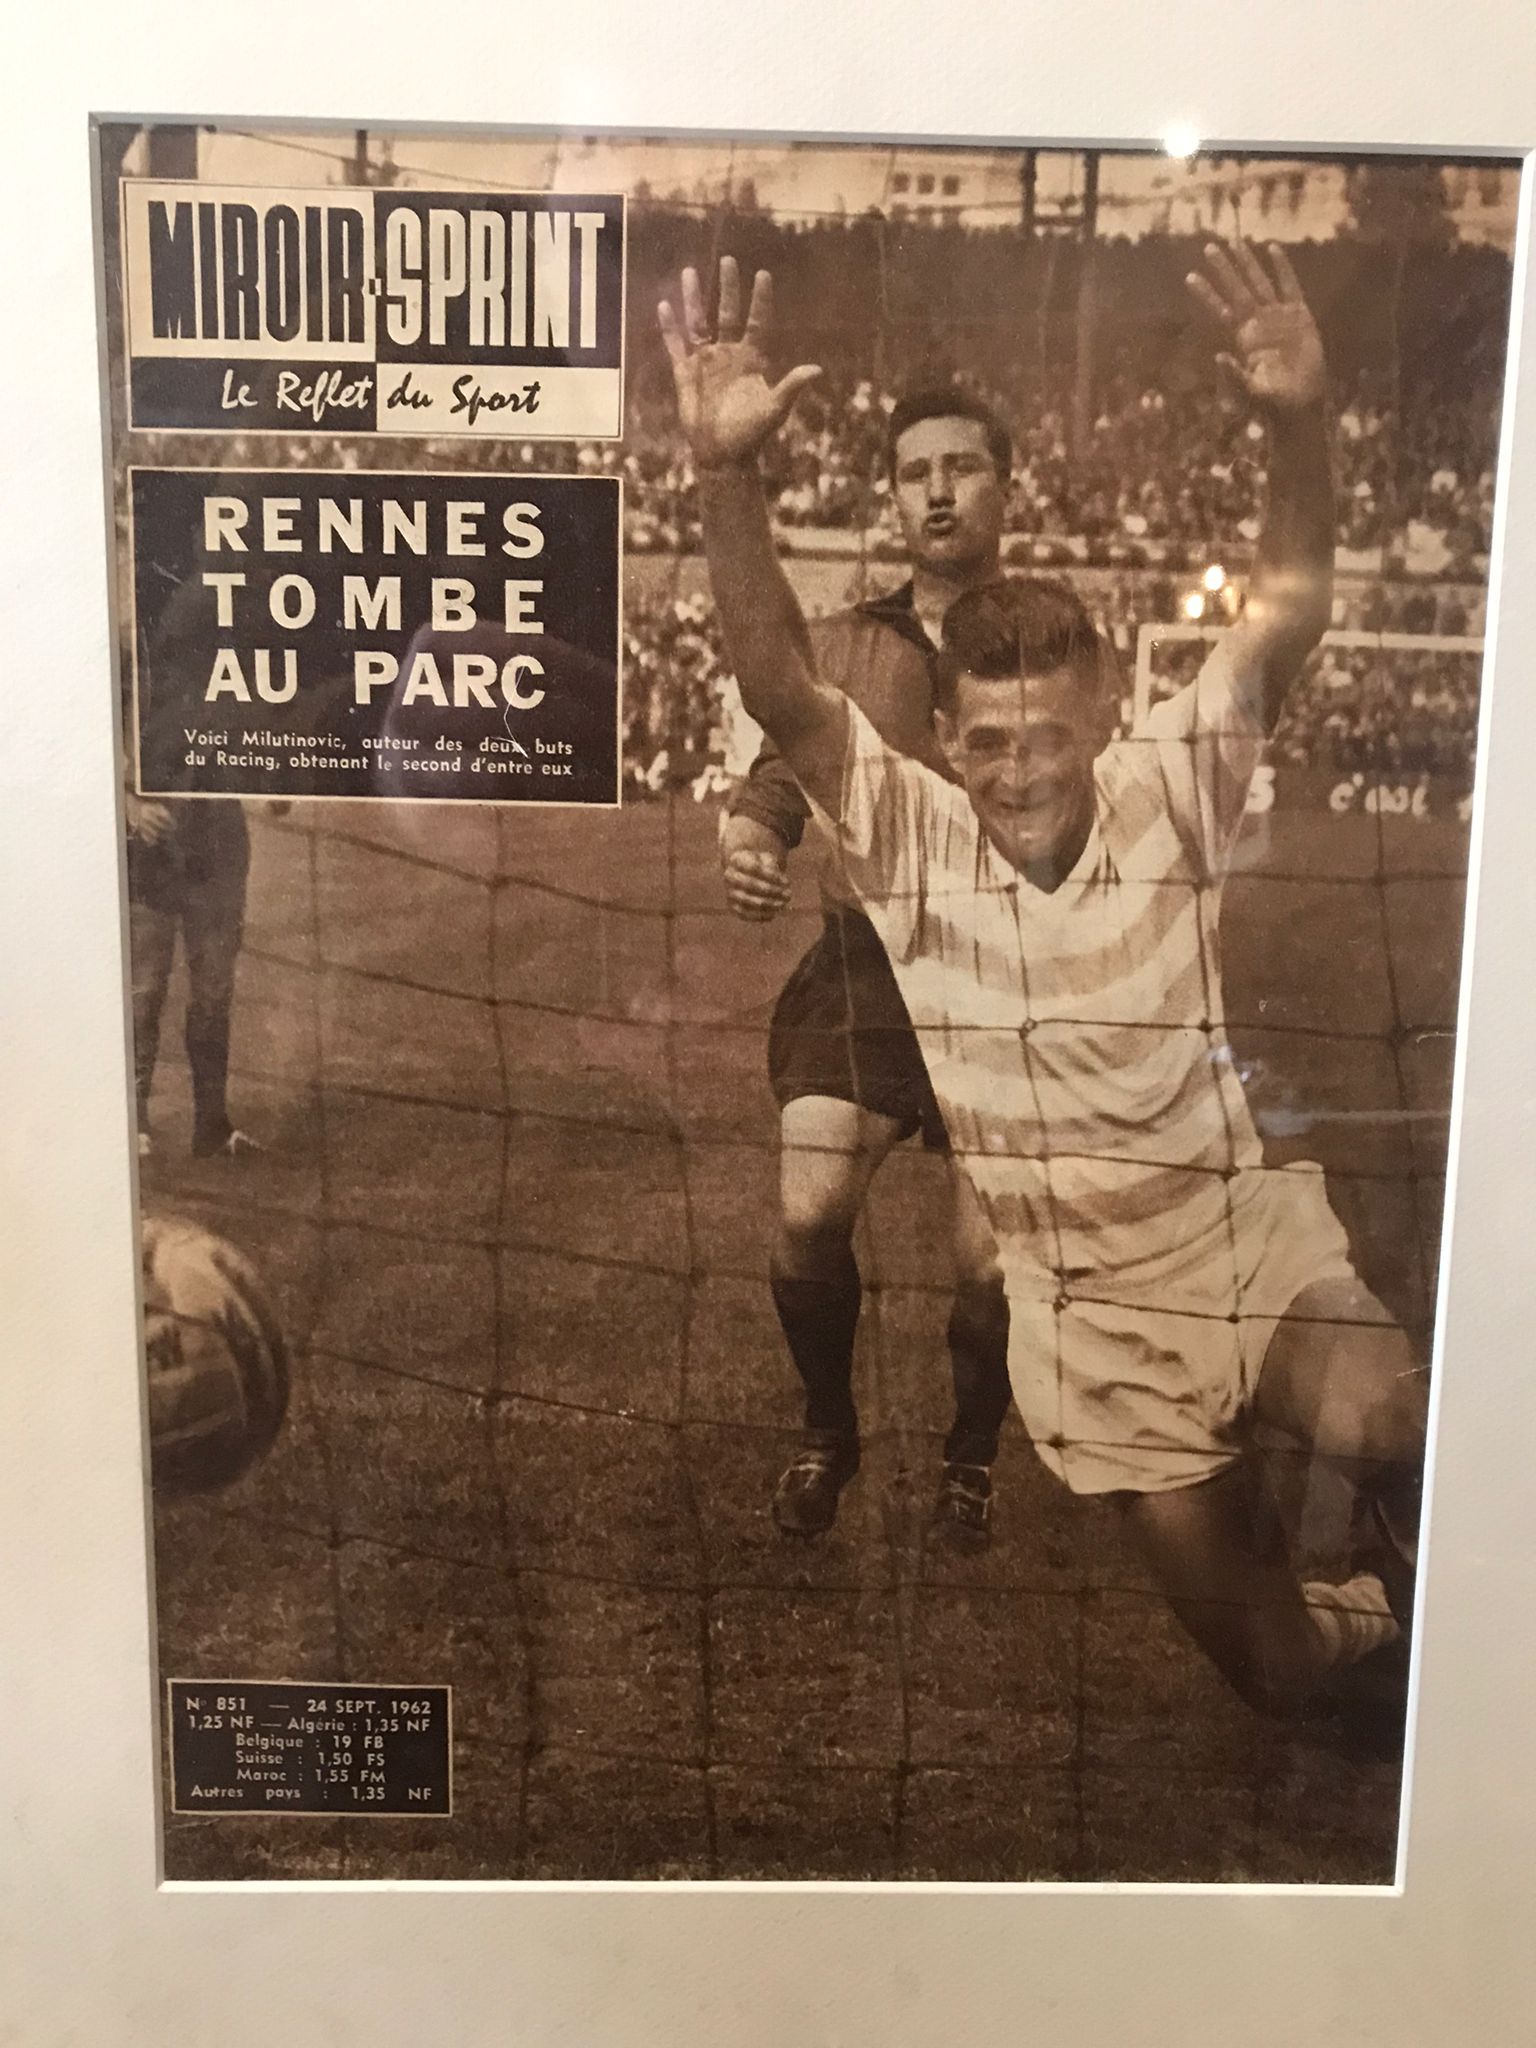 MIROIR-SPRINT
Le Reflet du Sport
RENNES
TOMBE
AU PARC
Voici Milutinovic, auteur des deux buts
du Racing, obtenant le second d'entre eux
c'est
N° 851 — 24 SEPT. 1962
1,25 NF — Algérie : 1,35 NF
Belgique : 19 FB
Suisse : 1,50 FS
Maroc : 1,55 FM
Autres pays : 1,35 NF